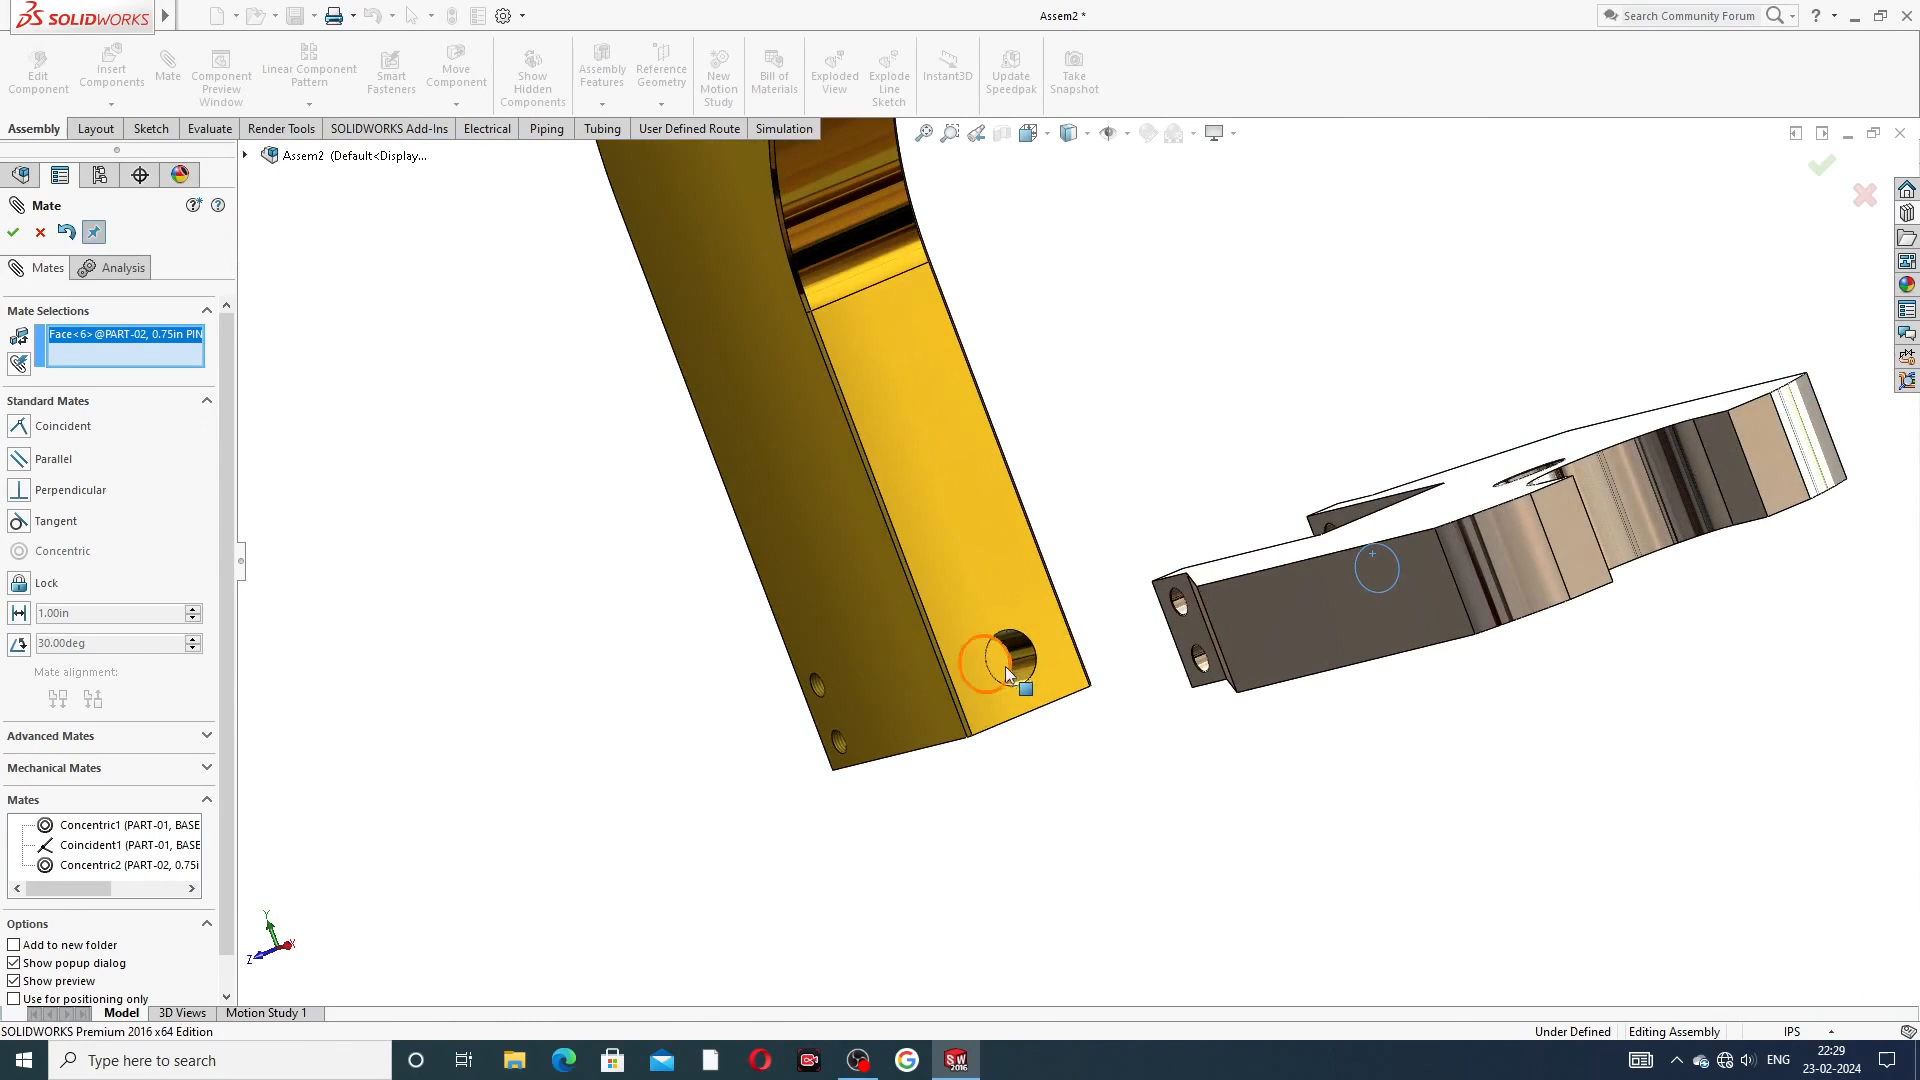 SOLIDWORKS
Assem2 *
Search Community Forum
?
Edit Component
Insert Components
Mate
Component Preview Window
Linear Component Pattern
Smart Fasteners
Move Component
Show Hidden Components
Assembly Features
Reference Geometry
New Motion Study
Bill of Materials
Exploded View
Explode Line Sketch
Instant3D
Update Speedpak
Take Snapshot
Assembly
Layout
Sketch
Evaluate
Render Tools
SOLIDWORKS Add-Ins
Electrical
Piping
Tubing
User Defined Route
Simulation
Assem2 (Default<Display...
Mate
Mates
Analysis
Mate Selections
Face<6>@PART-02, 0.75in PIN
Standard Mates
Coincident
Parallel
Perpendicular
Tangent
Concentric
Lock
1.00in
30.00deg
Mate alignment:
Advanced Mates
Mechanical Mates
Mates
Concentric1 (PART-01, BASE
Coincident1 (PART-01, BASE
Concentric2 (PART-02, 0.75i
Options
Add to new folder
Show popup dialog
Show preview
Use for positioning only
Y
X
Z
Model
3D Views
Motion Study 1
SOLIDWORKS Premium 2016 x64 Edition
Under Defined
Editing Assembly
IPS
Type here to search
SW
2016
ENG
22:29
23-02-2024